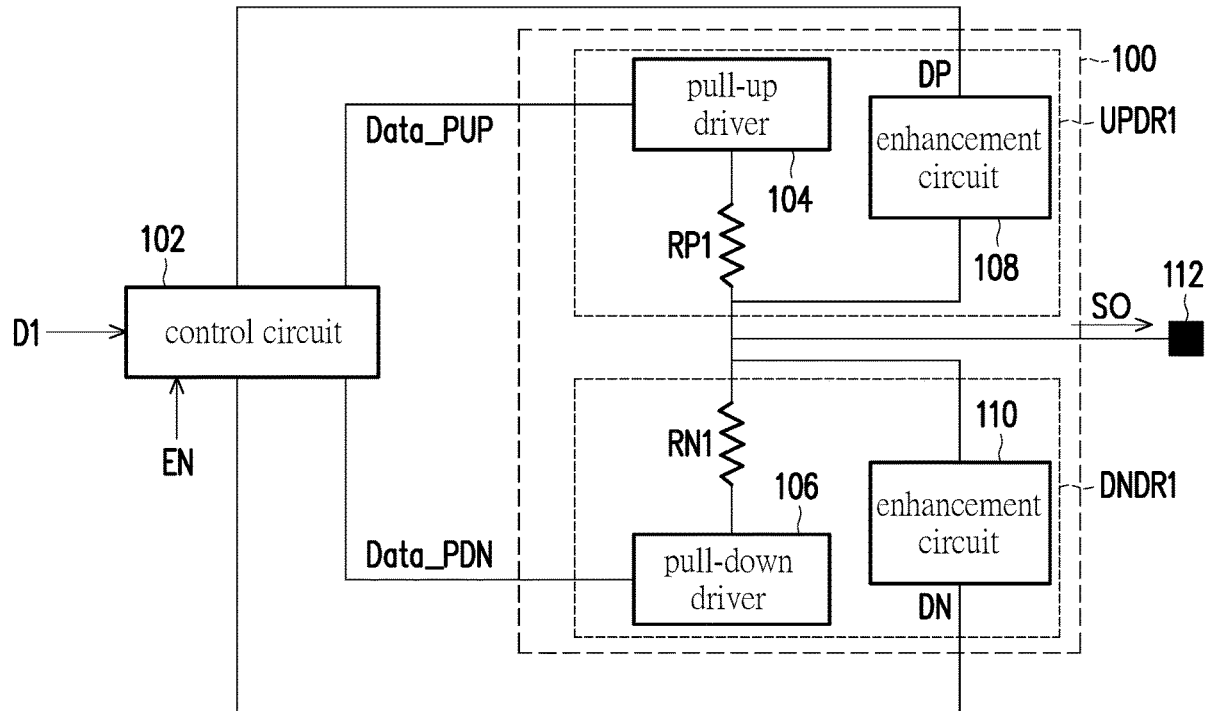 100
DP
pull-up
driver
Data_PUP
enhancement
circuit
UPDR1
104
RP1
108
102
112
SO
D1
control circuit
EN
RN1
110
106
enhancement
circuit
DNDR1
Data_PDN
pull-down
driver
DN